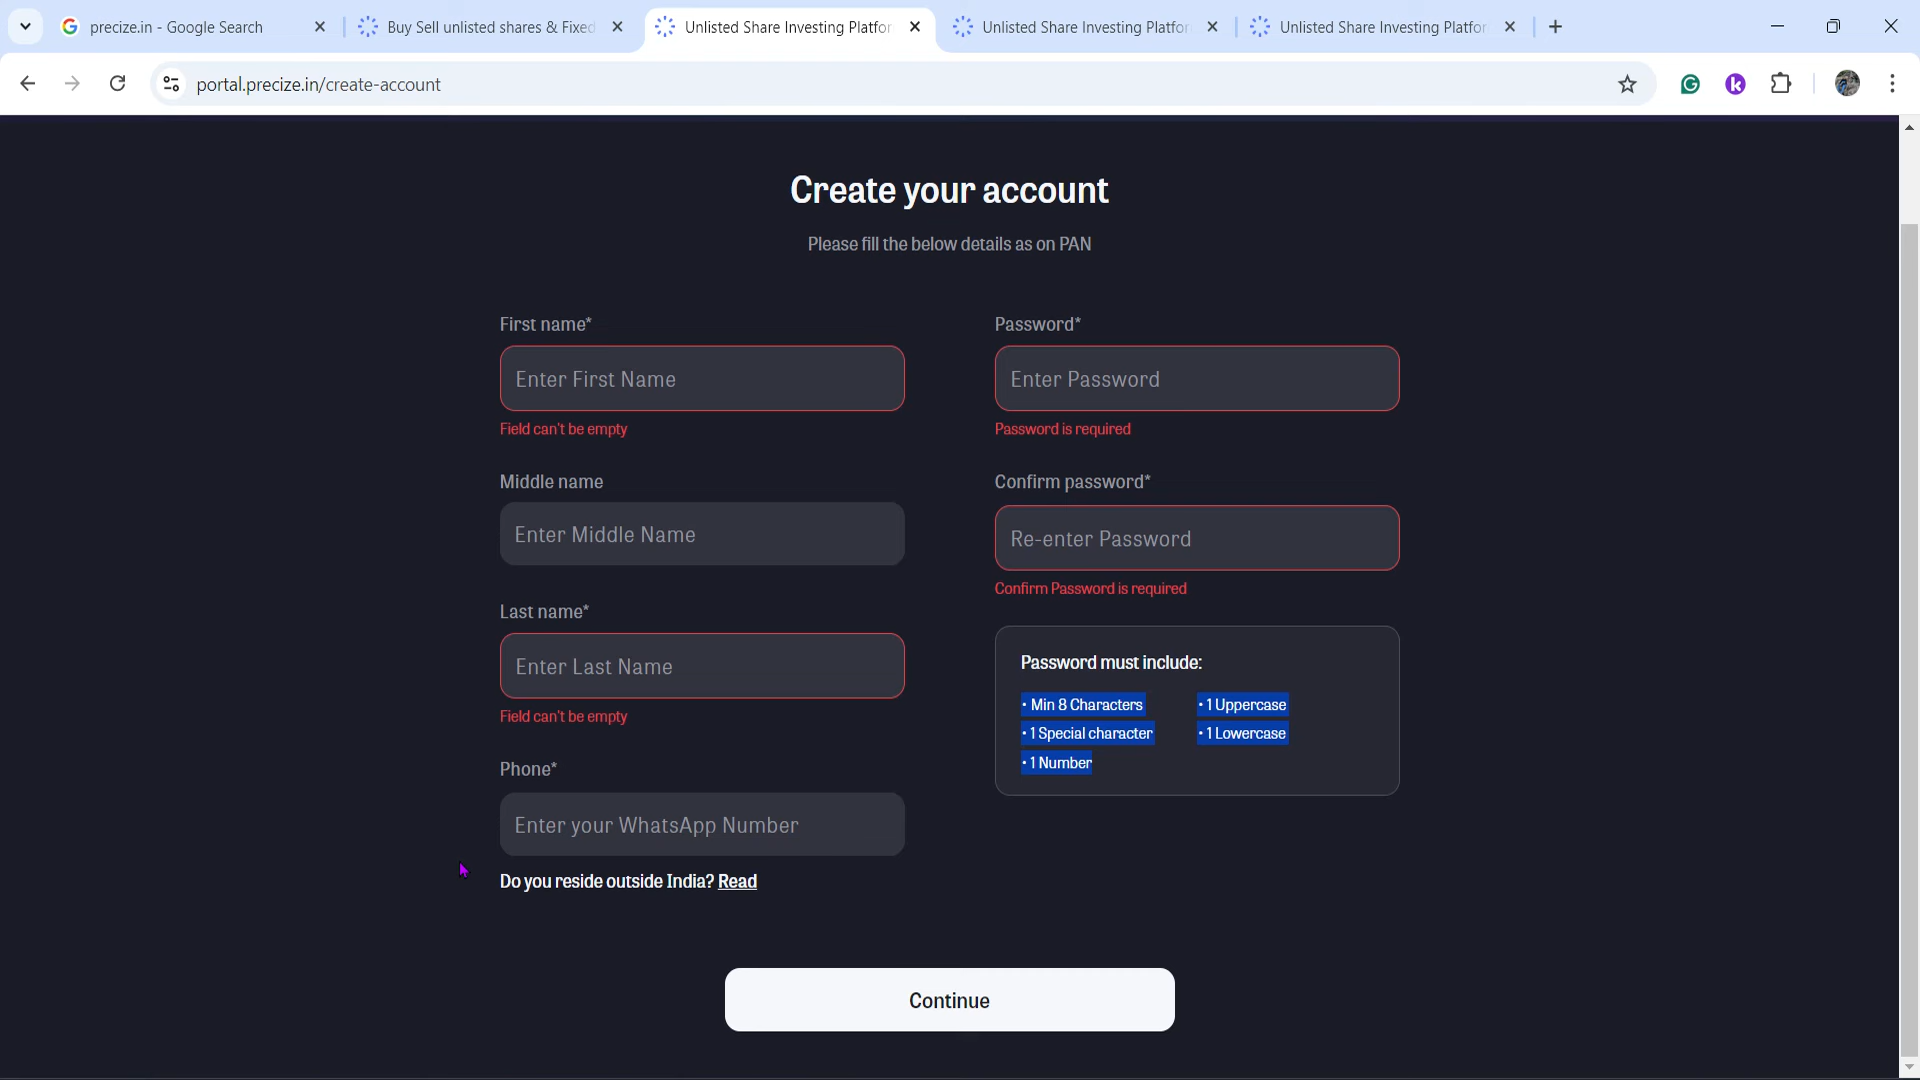 precize.in - Google Search
Buy Sell unlisted shares & Fixed
Unlisted Share Investing Platfor
Unlisted Share Investing Platfor
Unlisted Share Investing Platfor
portal.precize.in/create-account
Create your account
Please fill the below details as on PAN
First name*
Enter First Name
Field can't be empty
Middle name
Enter Middle Name
Last name*
Enter Last Name
Field can't be empty
Phone*
Enter your WhatsApp Number
Do you reside outside India? Read
Password*
Enter Password
Password is required
Confirm password*
Re-enter Password
Confirm Password is required
Password must include:
• Min 8 Characters
• 1 Uppercase
• 1 Special character
• 1 Lowercase
• 1 Number
Continue